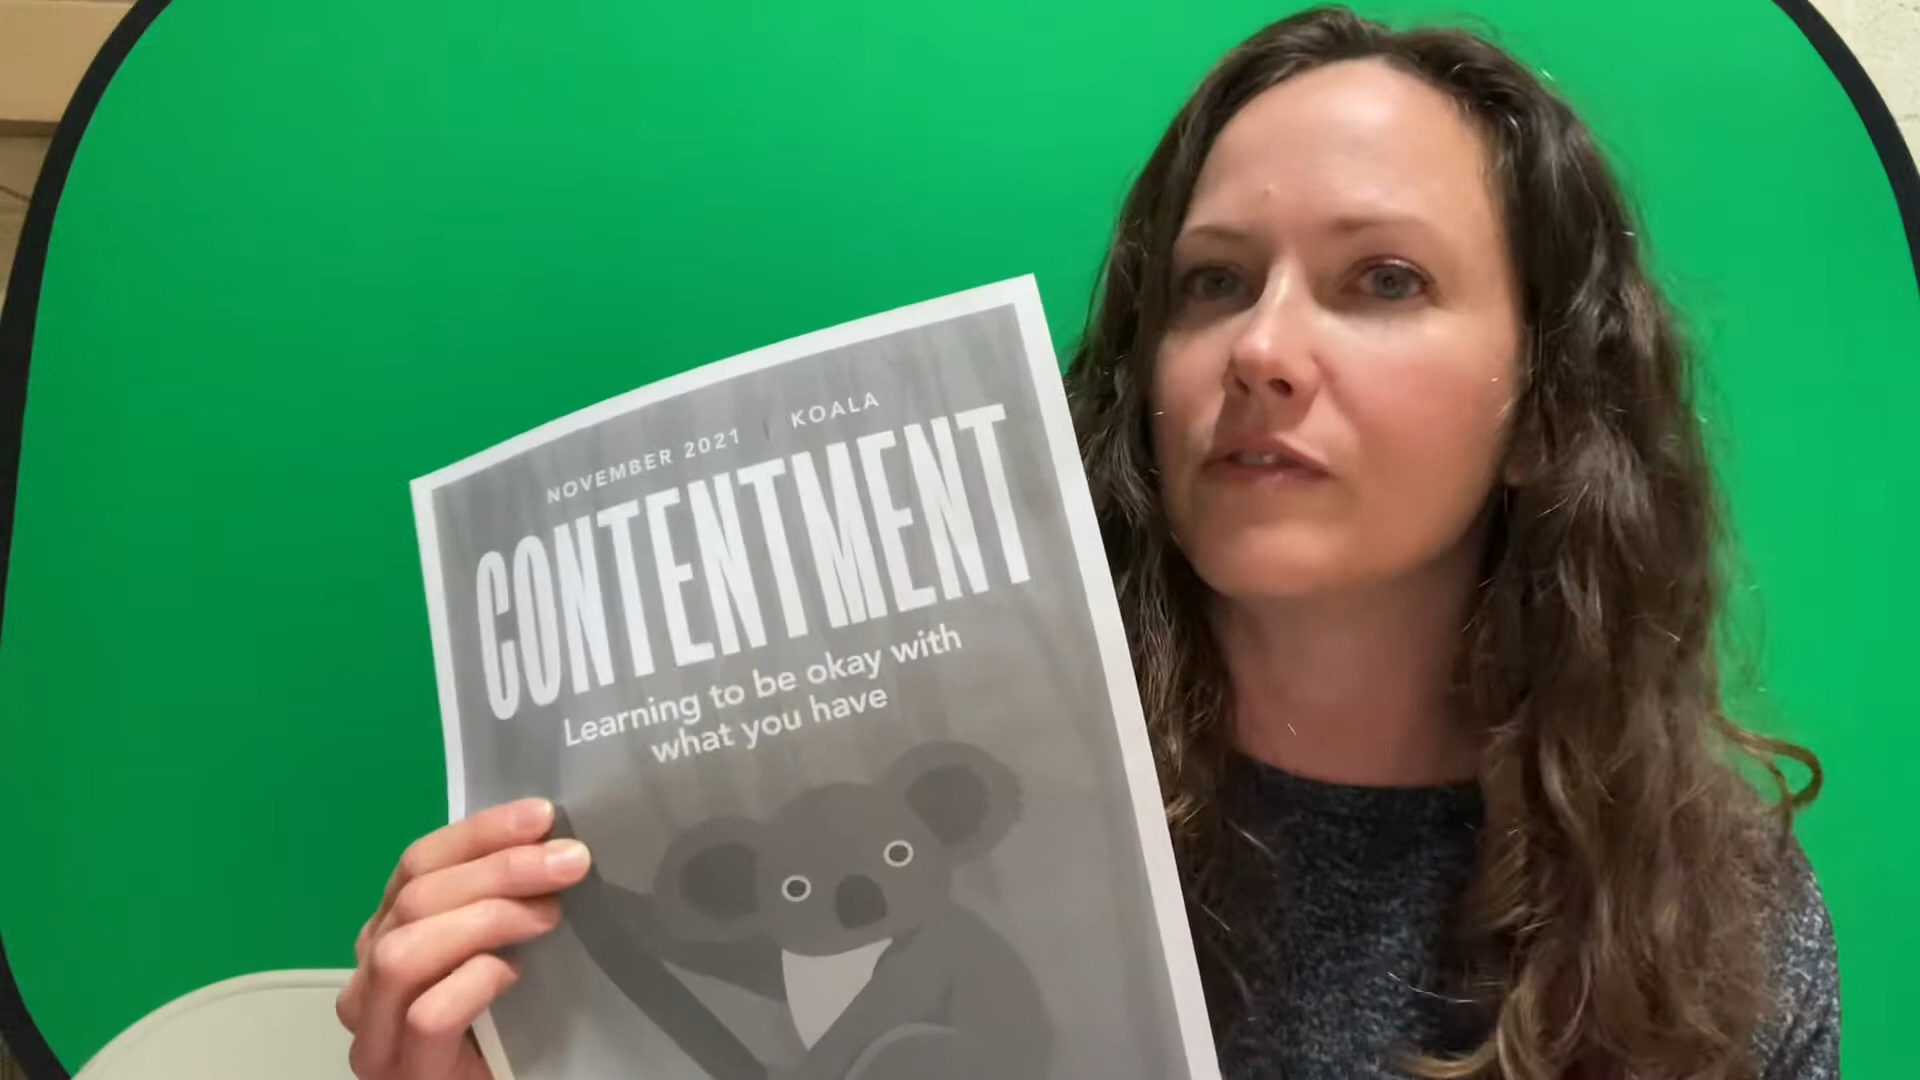 NOVEMBER 2021 | KOALA
CONTENTMENT
Learning to be okay with
what you have